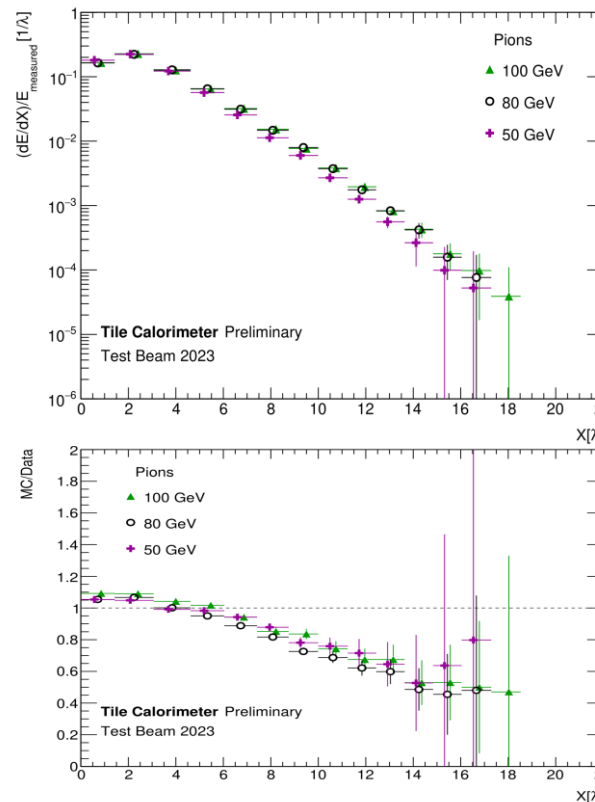 (dE/dX)/E_measured [1/λ]
1
10^-1
10^-2
10^-3
10^-4
10^-5
10^-6
Pions
100 GeV
80 GeV
50 GeV
Tile Calorimeter Preliminary
Test Beam 2023
0 2 4 6 8 10 12 14 16 18 20 22
X[λ]
MC/Data
2
1.8
1.6
1.4
1.2
1
0.8
0.6
0.4
0.2
0
Pions
100 GeV
80 GeV
50 GeV
Tile Calorimeter Preliminary
Test Beam 2023
0 2 4 6 8 10 12 14 16 18 20 22
X[λ]